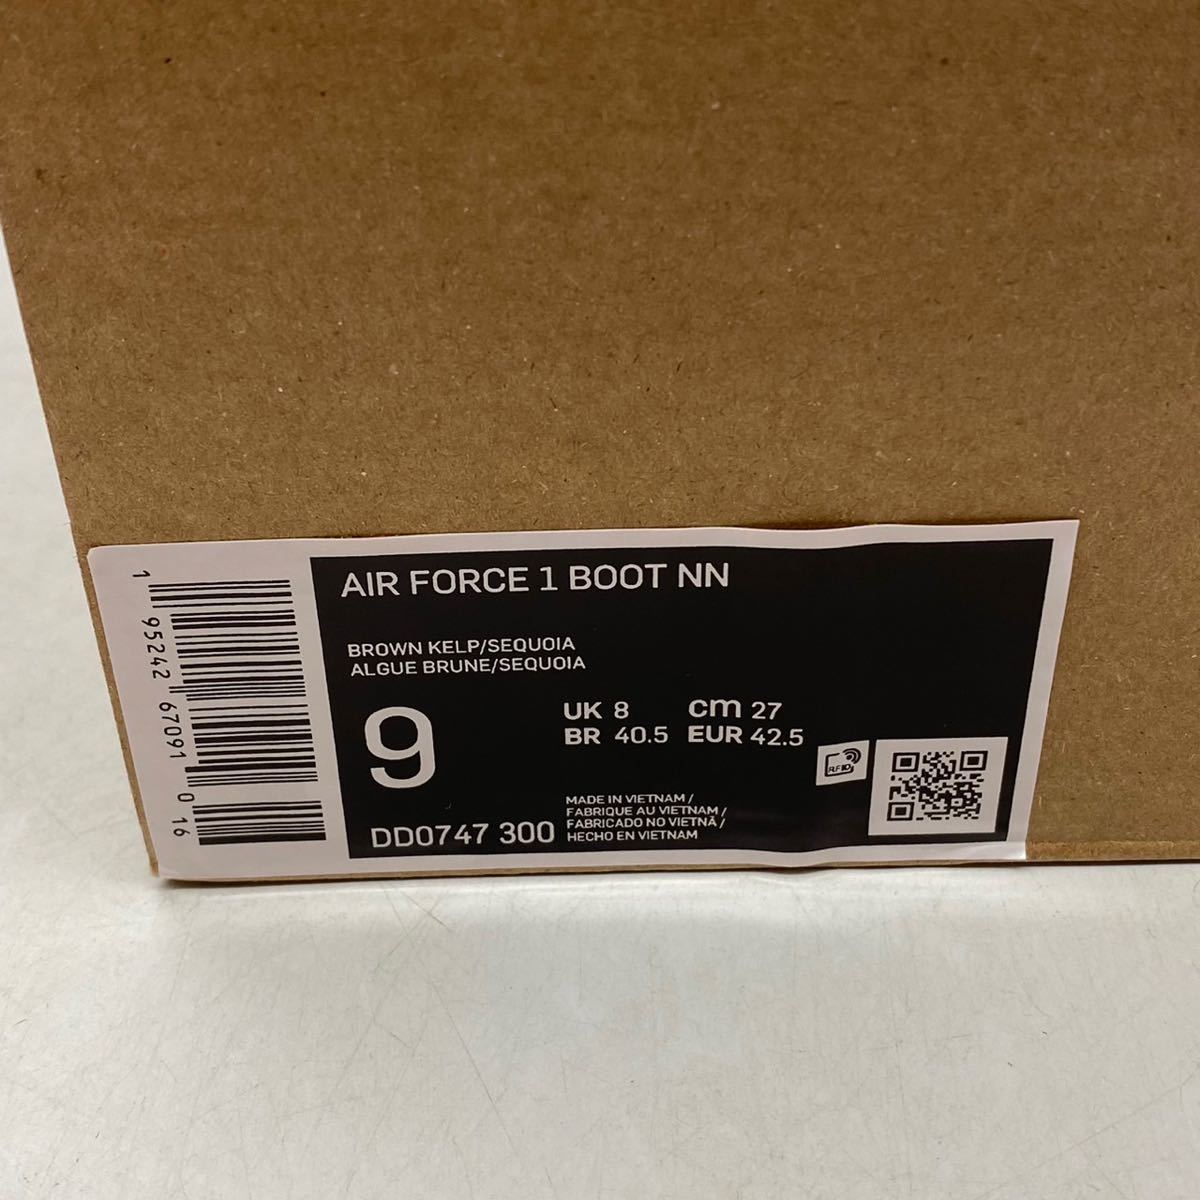 AIR FORCE 1 BOOT NN
BROWN KELP/SEQUOIA
ALGUE BRUNE/SEQUOIA
9
UK 8 cm 27
BR 40.5 EUR 42.5
DD0747 300
MADE IN VIETNAM /
FABRIQUE AU VIETNAM /
FABRICADO NO VIETNÃ /
HECHO EN VIETNAM
RFID
1 95242 67091 0 16